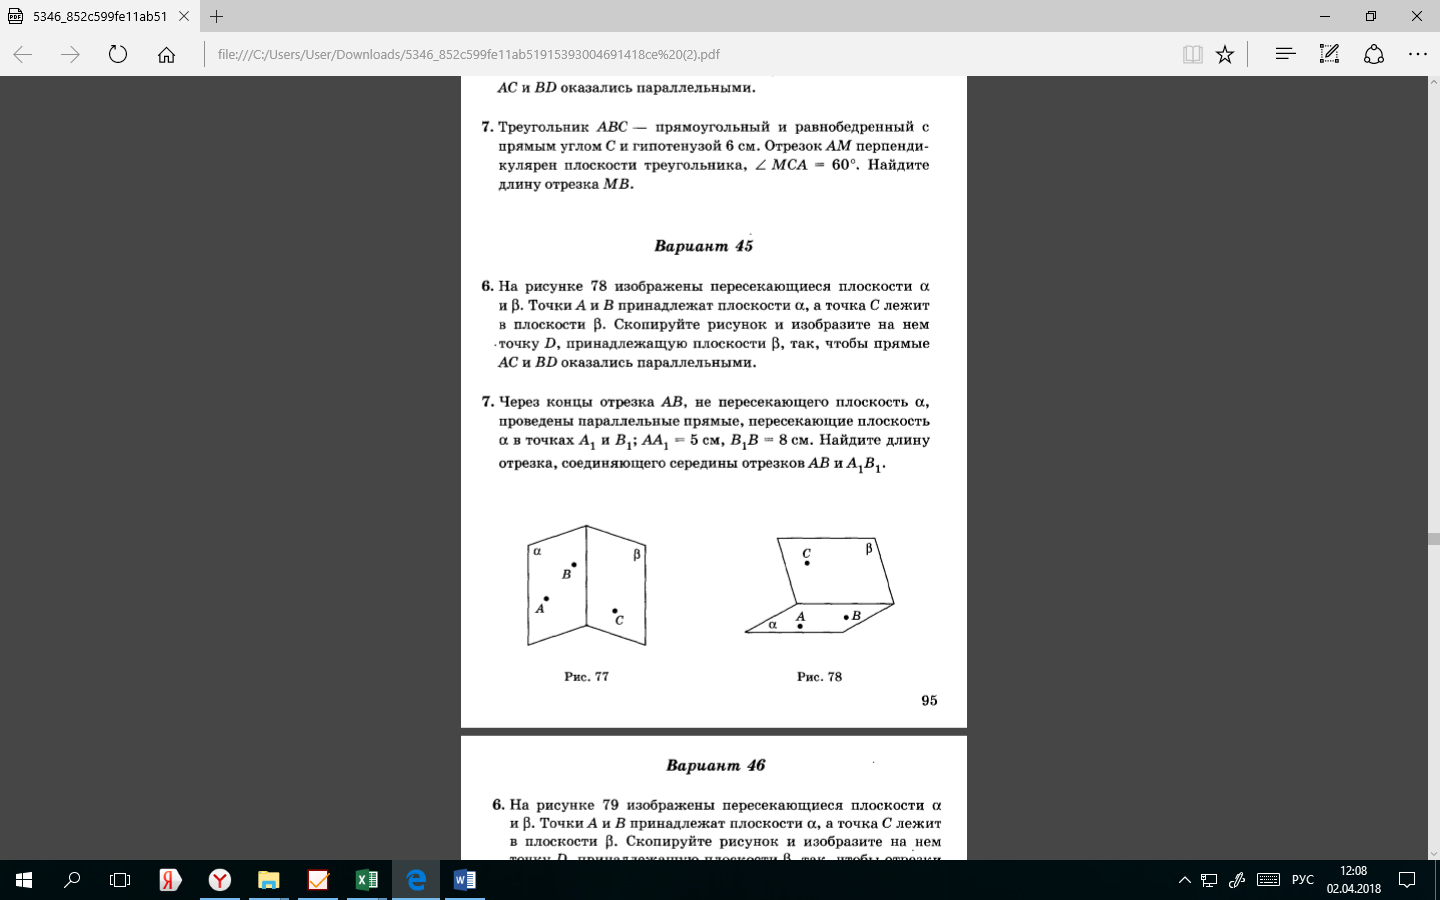 5346_852c599fe11ab51
file:///C:/Users/User/Downloads/5346_852c599fe11ab51915393004691418ce%20(2).pdf
AC и BD оказались параллельными.
7. Треугольник ABC — прямоугольный и равнобедренный с
прямым углом C и гипотенузой 6 см. Отрезок AM перпенди-
кулярен плоскости треугольника, ∠ MCA = 60°. Найдите
длину отрезка MB.
Вариант 45
6. На рисунке 78 изображены пересекающиеся плоскости α
и β. Точки A и B принадлежат плоскости α, а точка C лежит
в плоскости β. Скопируйте рисунок и изобразите на нем
точку D, принадлежащую плоскости β, так, чтобы прямые
AC и BD оказались параллельными.
7. Через концы отрезка AB, не пересекающего плоскость α,
проведены параллельные прямые, пересекающие плоскость
α в точках A₁ и B₁; AA₁ = 5 см, B₁B = 8 см. Найдите длину
отрезка, соединяющего середины отрезков AB и A₁B₁.
α
β
B
A
C
Рис. 77
C
β
A
B
α
Рис. 78
95
Вариант 46
6. На рисунке 79 изображены пересекающиеся плоскости α
и β. Точки A и B принадлежат плоскости α, а точка C лежит
в плоскости β. Скопируйте рисунок и изобразите на нем
точку D, принадлежащую плоскости β, так, чтобы отрезки
РУС
12:08
02.04.2018